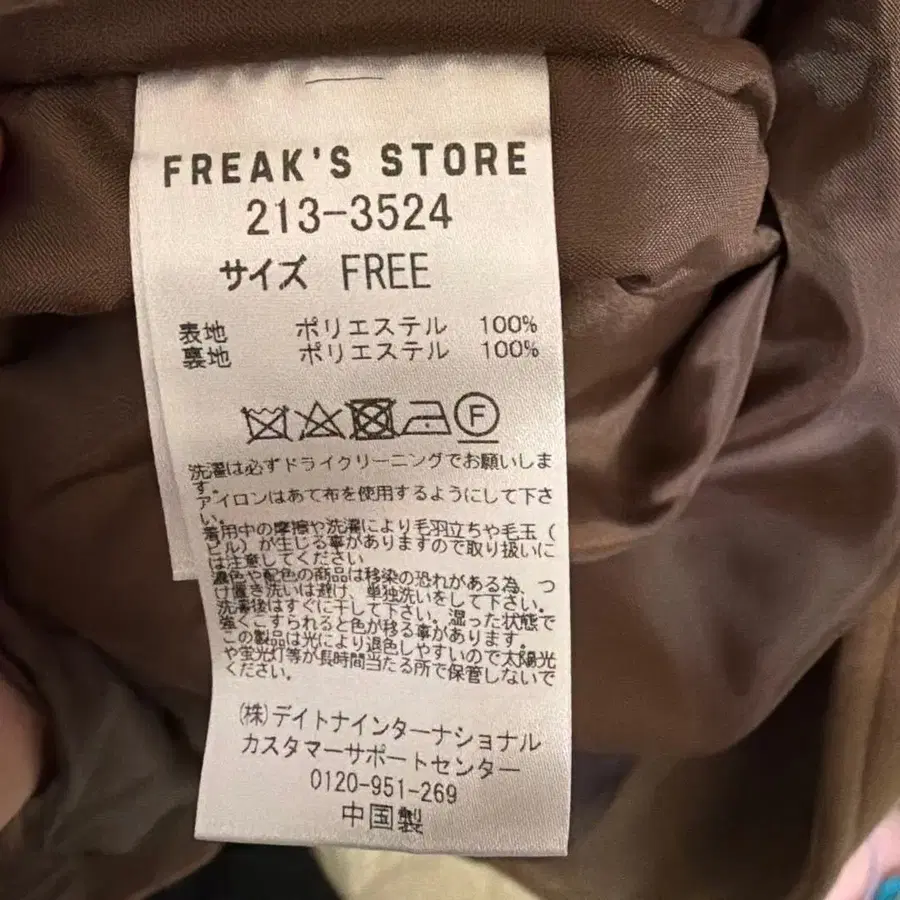 FREAK'S STORE
213-3524
サイズ FREE
表地 ポリエステル 100%
裏地 ポリエステル 100%
F
洗濯は必ずドライクリーニングでお願いしま
す。
アイロンはあて布を使用するようにして下さ
い。
着用中の摩擦や洗濯により毛羽立ちや毛玉(
ピル)が生じる事がありますので取り扱いに
は注意してください
濃色や配色の商品は移染の恐れがある為、つ
け置き洗いは避け、単独洗いをして下さい。
洗濯後はすぐに干して下さい。湿った状態で
強くこすられると色が移る事があります。
この製品は光により退色しやすいので太陽光
や蛍光灯等が長時間当たる所で保管しないで
ください。
(株)デイトナインターナショナル
カスタマーサポートセンター
0120-951-269
中国製